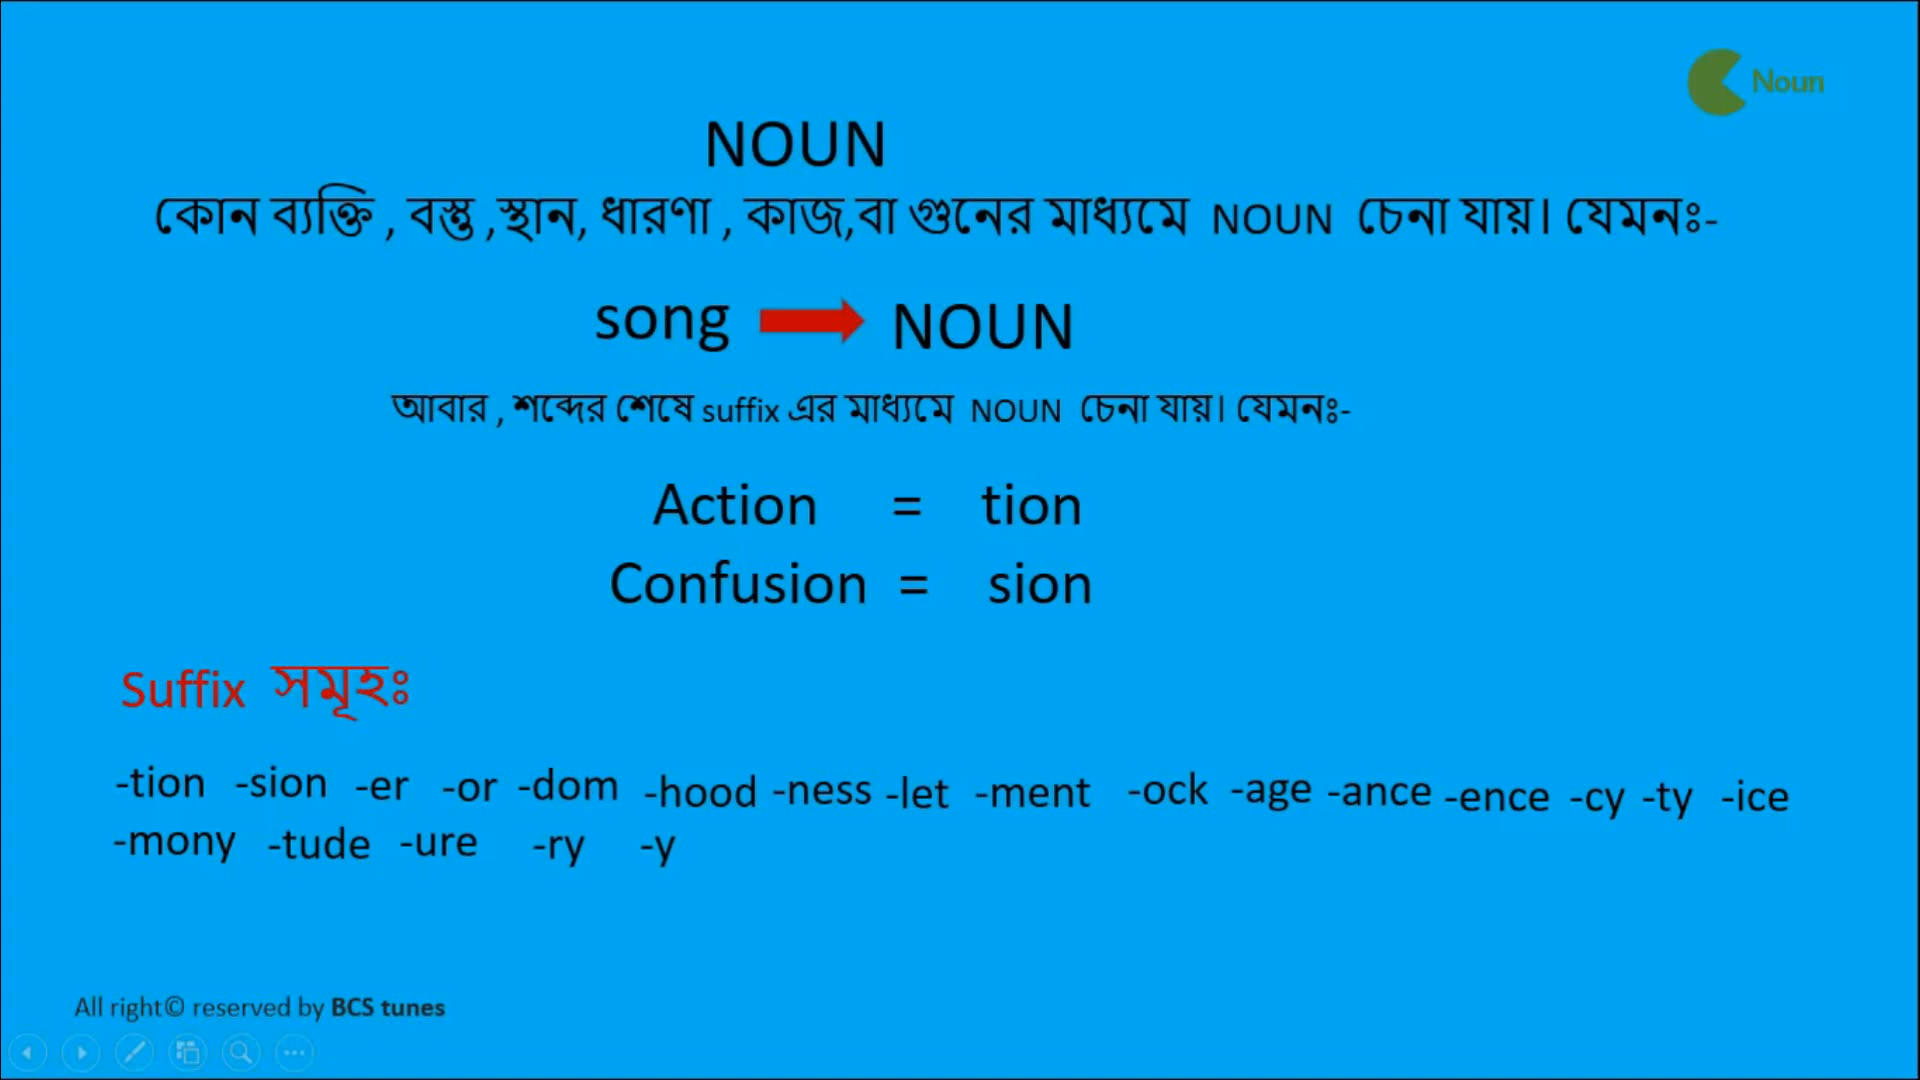 Noun
NOUN
কোন ব্যক্তি , বস্তু ,স্থান, ধারণা , কাজ,বা গুনের মাধ্যমে NOUN চেনা যায়। যেমনঃ-
song NOUN
আবার , শব্দের শেষে suffix এর মাধ্যমে NOUN চেনা যায়। যেমনঃ-
Action = tion
Confusion = sion
Suffix সমূহঃ
-tion -sion -er -or -dom -hood -ness -let -ment -ock -age -ance -ence -cy -ty -ice
-mony -tude -ure -ry -y
All right© reserved by BCS tunes